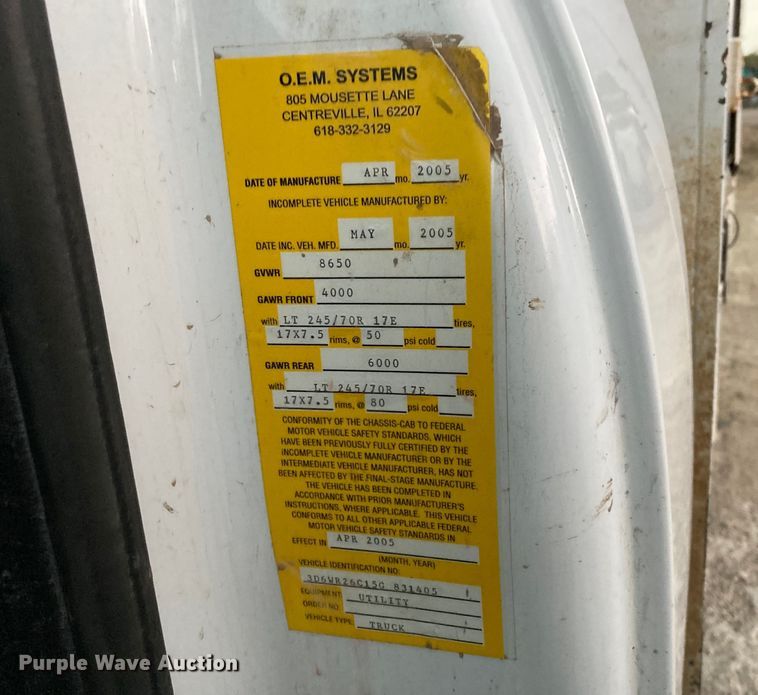 O.E.M. SYSTEMS
805 MOUSETTE LANE
CENTREVILLE, IL 62207
618-332-3129
DATE OF MANUFACTURE APR mo. 2005 yr.
INCOMPLETE VEHICLE MANUFACTURED BY:
DATE INC. VEH. MFD. MAY mo. 2005 yr.
GVWR 8650
GAWR FRONT 4000
with LT 245/70R 17E tires,
17X7.5 rims, @ 50 psi cold
GAWR REAR 6000
with LT 245/70R 17E tires,
17X7.5 rims, @ 80 psi cold
CONFORMITY OF THE CHASSIS-CAB TO FEDERAL
MOTOR VEHICLE SAFETY STANDARDS, WHICH
HAVE BEEN PREVIOUSLY FULLY CERTIFIED BY THE
INCOMPLETE VEHICLE MANUFACTURER OR BY THE
INTERMEDIATE VEHICLE MANUFACTURER, HAS NOT
BEEN AFFECTED BY THE FINAL-STAGE MANUFACTURE.
THE VEHICLE HAS BEEN COMPLETED IN
ACCORDANCE WITH PRIOR MANUFACTURER'S
INSTRUCTIONS, WHERE APPLICABLE. THIS VEHICLE
CONFORMS TO ALL OTHER APPLICABLE FEDERAL
MOTOR VEHICLE SAFETY STANDARDS IN
EFFECT IN APR 2005
(MONTH, YEAR)
VEHICLE IDENTIFICATION NO:
3D6WR26C15G 831405
EQUIPMENT UTILITY
ORDER NO.
VEHICLE TYPE TRUCK
Purple Wave Auction